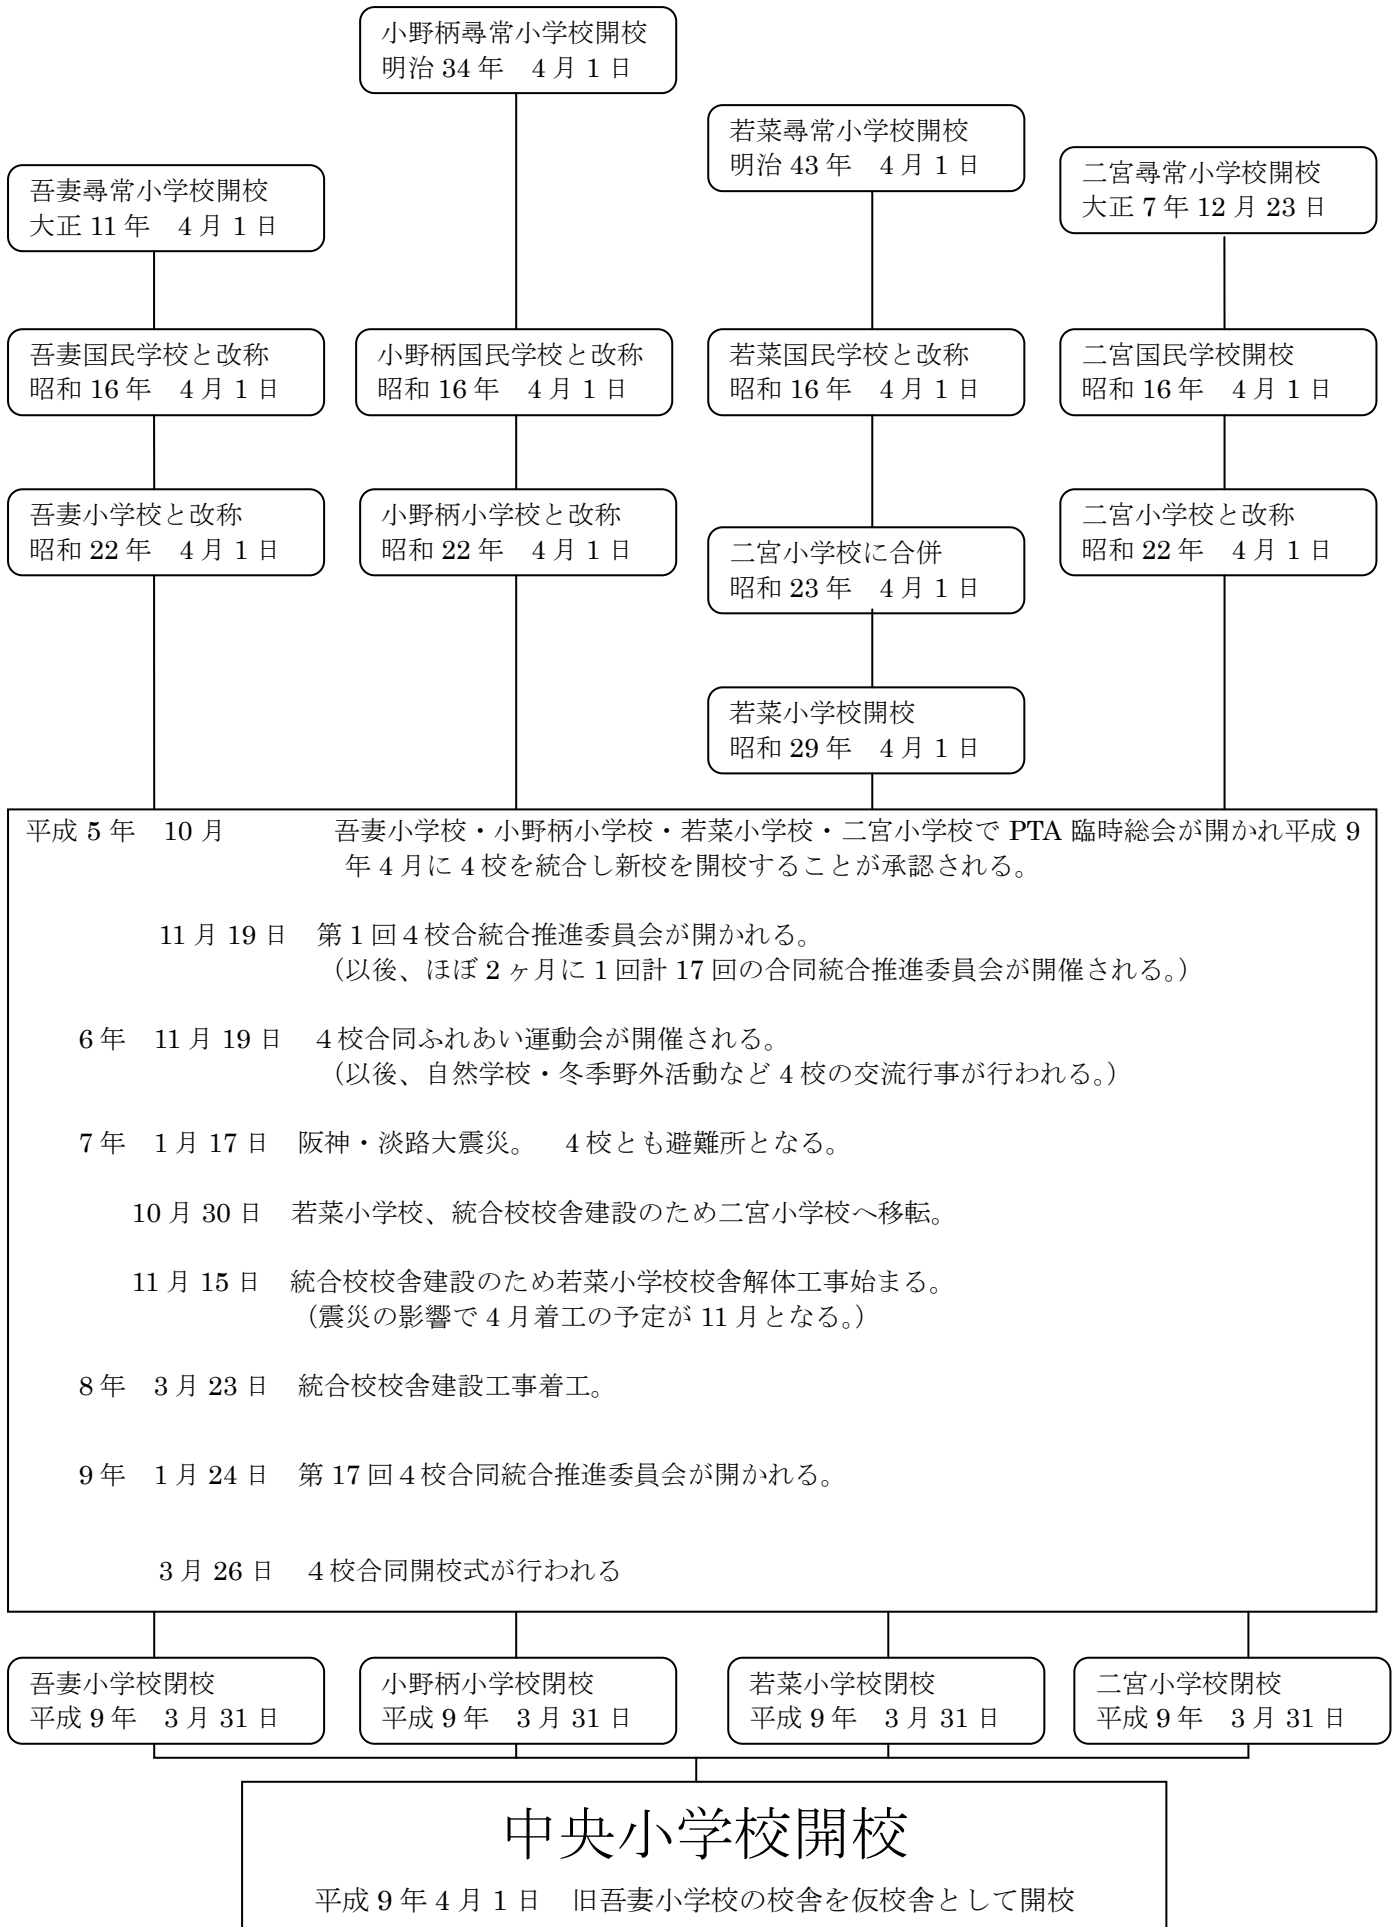 小野柄尋常小学校開校
明治 34 年　4 月 1 日
若菜尋常小学校開校
明治 43 年　4 月 1 日
二宮尋常小学校開校
大正 7 年 12 月 23 日
吾妻尋常小学校開校
大正 11 年　4 月 1 日
吾妻国民学校と改称
昭和 16 年　4 月 1 日
小野柄国民学校と改称
昭和 16 年　4 月 1 日
若菜国民学校と改称
昭和 16 年　4 月 1 日
二宮国民学校開校
昭和 16 年　4 月 1 日
吾妻小学校と改称
昭和 22 年　4 月 1 日
小野柄小学校と改称
昭和 22 年　4 月 1 日
二宮小学校に合併
昭和 23 年　4 月 1 日
二宮小学校と改称
昭和 22 年　4 月 1 日
若菜小学校開校
昭和 29 年　4 月 1 日
平成 5 年　10 月　吾妻小学校・小野柄小学校・若菜小学校・二宮小学校で PTA 臨時総会が開かれ平成 9
年 4 月に 4 校を統合し新校を開校することが承認される。
11 月 19 日　第 1 回 4 校合統合推進委員会が開かれる。
（以後、ほぼ 2 ヶ月に 1 回計 17 回の合同統合推進委員会が開催される。）
6 年　11 月 19 日　4 校合同ふれあい運動会が開催される。
（以後、自然学校・冬季野外活動など 4 校の交流行事が行われる。）
7 年　1 月 17 日　阪神・淡路大震災。　4 校とも避難所となる。
10 月 30 日　若菜小学校、統合校校舎建設のため二宮小学校へ移転。
11 月 15 日　統合校校舎建設のため若菜小学校校舎解体工事始まる。
（震災の影響で 4 月着工の予定が 11 月となる。）
8 年　3 月 23 日　統合校校舎建設工事着工。
9 年　1 月 24 日　第 17 回 4 校合同統合推進委員会が開かれる。
3 月 26 日　4 校合同開校式が行われる
吾妻小学校閉校
平成 9 年　3 月 31 日
小野柄小学校閉校
平成 9 年　3 月 31 日
若菜小学校閉校
平成 9 年　3 月 31 日
二宮小学校閉校
平成 9 年　3 月 31 日
中央小学校開校
平成 9 年 4 月 1 日　旧吾妻小学校の校舎を仮校舎として開校